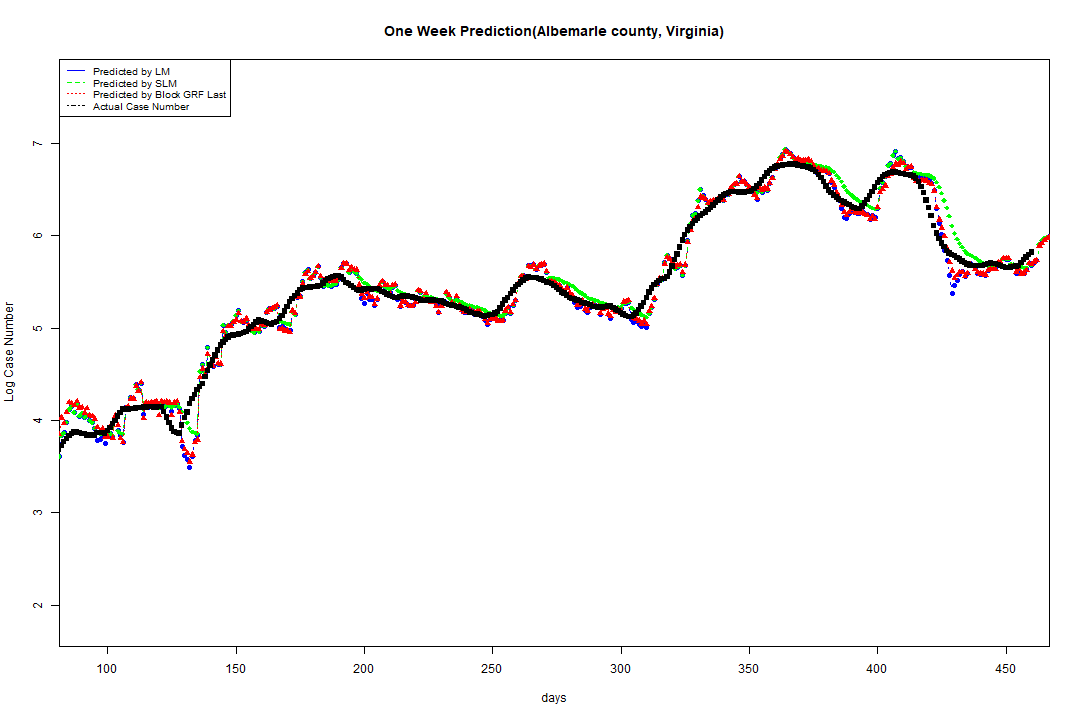 One Week Prediction(Albemarle county, Virginia)
Predicted by LM
Predicted by SLM
Predicted by Block GRF Last
Actual Case Number
7
6
5
4
3
2
Log Case Number
100 150 200 250 300 350 400 450
days